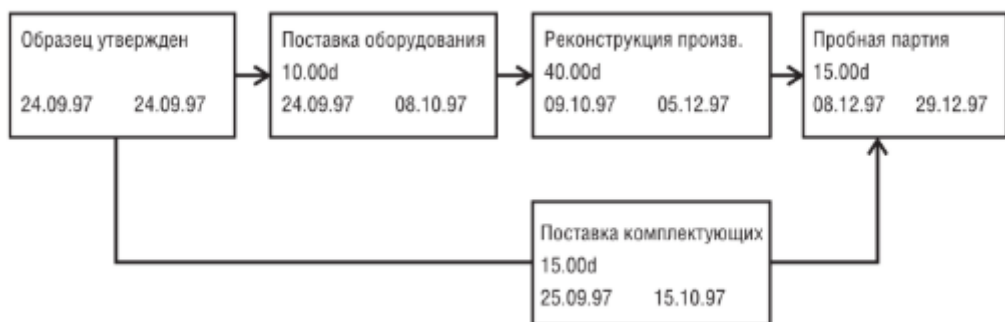 Образец утвержден
24.09.97 24.09.97
Поставка оборудования
10.00d
24.09.97 08.10.97
Реконструкция произв.
40.00d
09.10.97 05.12.97
Пробная партия
15.00d
08.12.97 29.12.97
Поставка комплектующих
15.00d
25.09.97 15.10.97